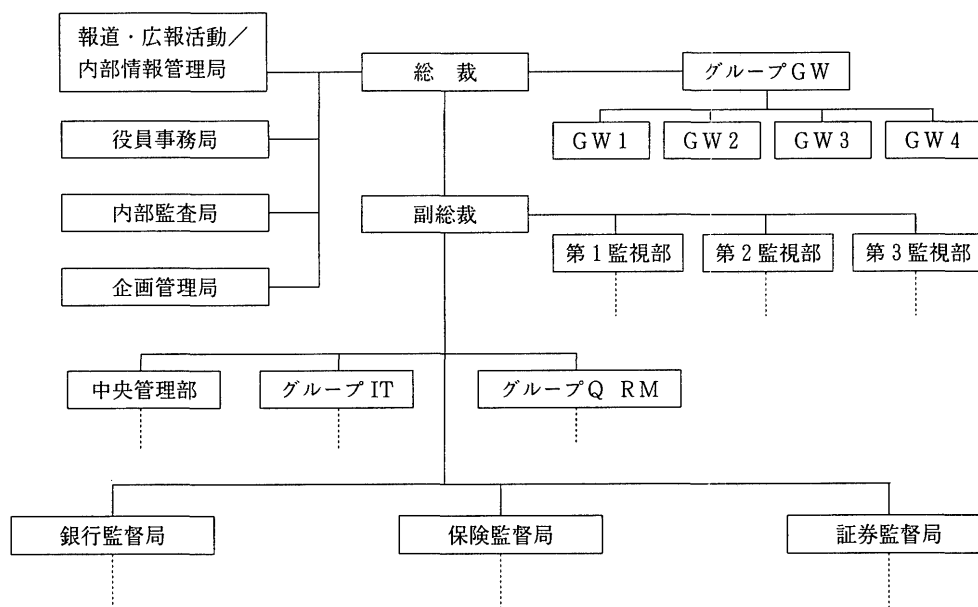 報道・広報活動／
内部情報管理局
総 裁
グループGW
役員事務局
GW1
GW2
GW3
GW4
内部監査局
副総裁
第1監視部
第2監視部
第3監視部
企画管理局
中央管理部
グループIT
グループQ RM
銀行監督局
保険監督局
証券監督局